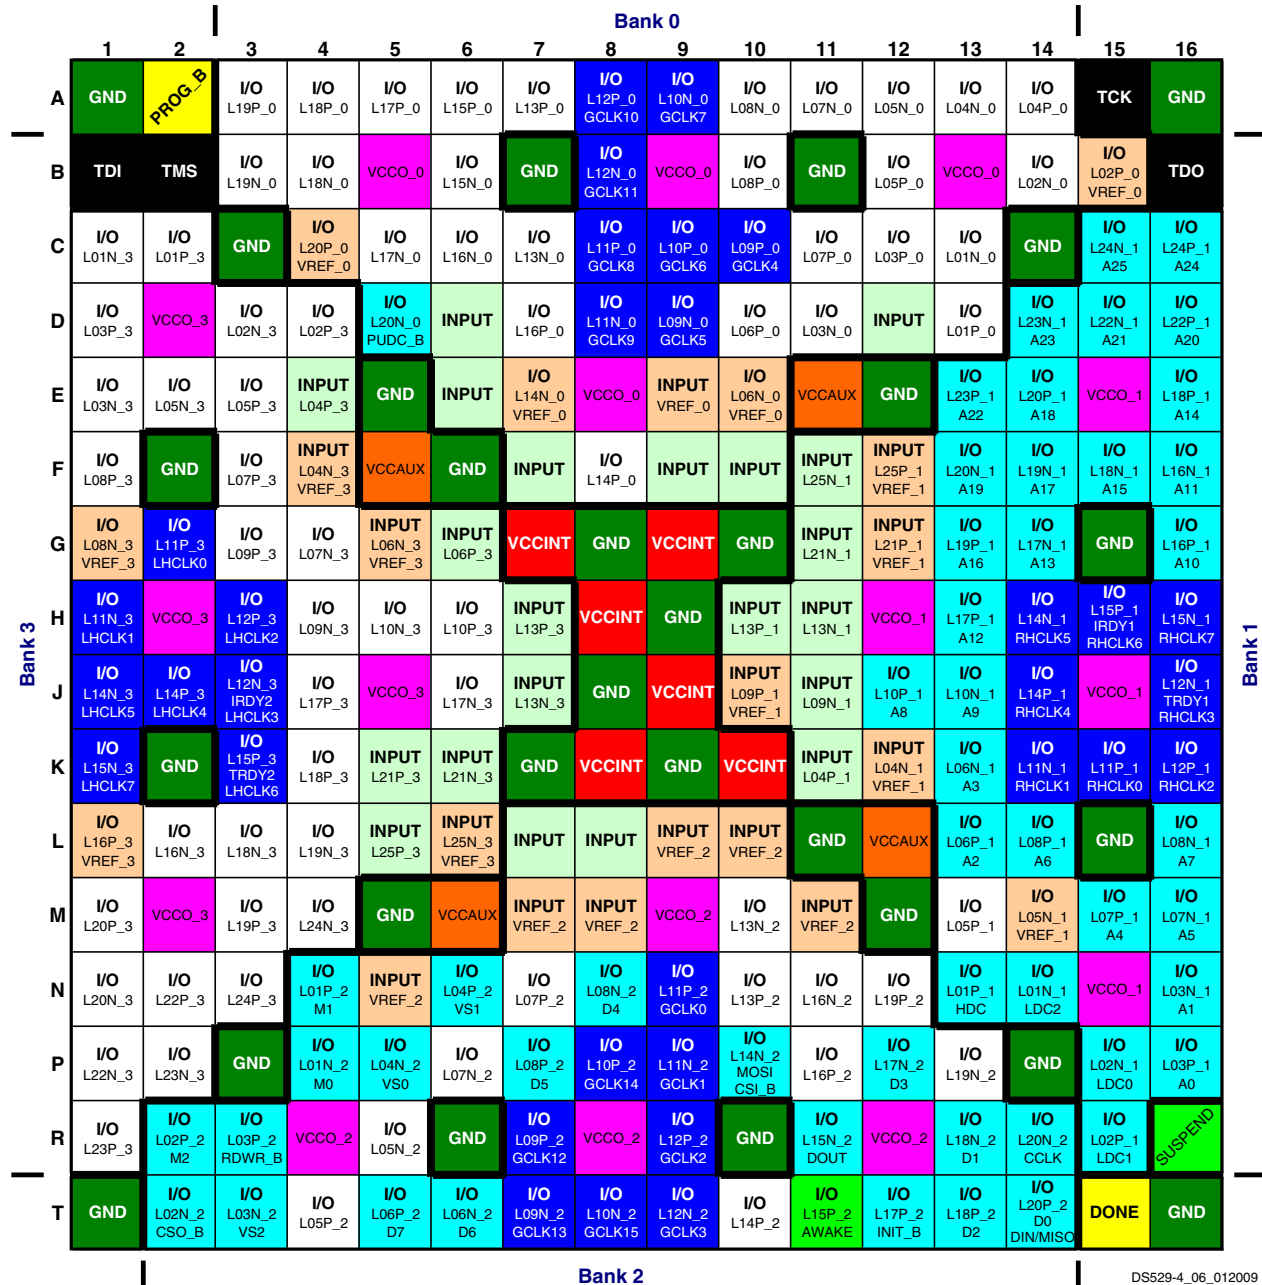 Bank 0
1 2 3 4 5 6 7 8 9 10 11 12 13 14 15 16
A GND PROG_B I/O L19P_0 I/O L18P_0 I/O L17P_0 I/O L15P_0 I/O L13P_0 I/O L12P_0 GCLK10 I/O L10N_0 GCLK7 I/O L08N_0 I/O L07N_0 I/O L05N_0 I/O L04N_0 I/O L04P_0 TCK GND
B TDI TMS I/O L19N_0 I/O L18N_0 VCCO_0 I/O L15N_0 GND I/O L12N_0 GCLK11 VCCO_0 I/O L08P_0 GND I/O L05P_0 VCCO_0 I/O L02N_0 I/O L02P_0 VREF_0 TDO
C I/O L01N_3 I/O L01P_3 GND I/O L20P_0 VREF_0 I/O L17N_0 I/O L16N_0 I/O L13N_0 I/O L11P_0 GCLK8 I/O L10P_0 GCLK6 I/O L09P_0 GCLK4 I/O L07P_0 I/O L03P_0 I/O L01N_0 GND I/O L24N_1 A25 I/O L24P_1 A24
D I/O L03P_3 VCCO_3 I/O L02N_3 I/O L02P_3 I/O L20N_0 PUDC_B INPUT I/O L16P_0 I/O L11N_0 GCLK9 I/O L09N_0 GCLK5 I/O L06P_0 I/O L03N_0 INPUT I/O L01P_0 I/O L23N_1 A23 I/O L22N_1 A21 I/O L22P_1 A20
E I/O L03N_3 I/O L05N_3 I/O L05P_3 INPUT L04P_3 GND INPUT I/O L14N_0 VREF_0 VCCO_0 INPUT VREF_0 I/O L06N_0 VREF_0 VCCAUX GND I/O L23P_1 A22 I/O L20P_1 A18 VCCO_1 I/O L18P_1 A14
F I/O L08P_3 GND I/O L07P_3 INPUT L04N_3 VREF_3 VCCAUX GND INPUT I/O L14P_0 INPUT INPUT INPUT L25N_1 INPUT L25P_1 VREF_1 I/O L20N_1 A19 I/O L19N_1 A17 I/O L18N_1 A15 I/O L16N_1 A11
G I/O L08N_3 VREF_3 I/O L11P_3 LHCLK0 I/O L09P_3 I/O L07N_3 INPUT L06N_3 VREF_3 INPUT L06P_3 VCCINT GND VCCINT GND INPUT L21N_1 INPUT L21P_1 VREF_1 I/O L19P_1 A16 I/O L17N_1 A13 GND I/O L16P_1 A10
Bank 3
H I/O L11N_3 LHCLK1 VCCO_3 I/O L12P_3 LHCLK2 I/O L09N_3 I/O L10N_3 I/O L10P_3 INPUT L13P_3 VCCINT GND INPUT L13P_1 INPUT L13N_1 VCCO_1 I/O L17P_1 A12 I/O L14N_1 RHCLK5 I/O L15P_1 IRDY1 RHCLK6 I/O L15N_1 RHCLK7
Bank 1
J I/O L14N_3 LHCLK5 I/O L14P_3 LHCLK4 I/O L12N_3 IRDY2 LHCLK3 I/O L17P_3 VCCO_3 I/O L17N_3 INPUT L13N_3 GND VCCINT INPUT L09P_1 VREF_1 INPUT L09N_1 I/O L10P_1 A8 I/O L10N_1 A9 I/O L14P_1 RHCLK4 VCCO_1 I/O L12N_1 TRDY1 RHCLK3
K I/O L15N_3 LHCLK7 GND I/O L15P_3 TRDY2 LHCLK6 I/O L18P_3 INPUT L21P_3 INPUT L21N_3 GND VCCINT GND VCCINT INPUT L04P_1 INPUT L04N_1 VREF_1 I/O L06N_1 A3 I/O L11N_1 RHCLK1 I/O L11P_1 RHCLK0 I/O L12P_1 RHCLK2
L I/O L16P_3 VREF_3 I/O L16N_3 I/O L18N_3 I/O L19N_3 INPUT L25P_3 INPUT L25N_3 VREF_3 INPUT INPUT INPUT VREF_2 INPUT VREF_2 GND VCCAUX I/O L06P_1 A2 I/O L08P_1 A6 GND I/O L08N_1 A7
M I/O L20P_3 VCCO_3 I/O L19P_3 I/O L24N_3 GND VCCAUX INPUT VREF_2 INPUT VREF_2 VCCO_2 I/O L13N_2 INPUT VREF_2 GND I/O L05P_1 I/O L05N_1 VREF_1 I/O L07P_1 A4 I/O L07N_1 A5
N I/O L20N_3 I/O L22P_3 I/O L24P_3 I/O L01P_2 M1 INPUT VREF_2 I/O L04P_2 VS1 I/O L07P_2 I/O L08N_2 D4 I/O L11P_2 GCLK0 I/O L13P_2 I/O L16N_2 I/O L19P_2 I/O L01P_1 HDC I/O L01N_1 LDC2 VCCO_1 I/O L03N_1 A1
P I/O L22N_3 I/O L23N_3 GND I/O L01N_2 M0 I/O L04N_2 VS0 I/O L07N_2 I/O L08P_2 D5 I/O L10P_2 GCLK14 I/O L11N_2 GCLK1 I/O L14N_2 MOSI CSI_B I/O L16P_2 I/O L17N_2 D3 I/O L19N_2 GND I/O L02N_1 LDC0 I/O L03P_1 A0
R I/O L23P_3 I/O L02P_2 M2 I/O L03P_2 RDWR_B VCCO_2 I/O L05N_2 GND I/O L09P_2 GCLK12 VCCO_2 I/O L12P_2 GCLK2 GND I/O L15N_2 DOUT VCCO_2 I/O L18N_2 D1 I/O L20N_2 CCLK I/O L02P_1 LDC1 SUSPEND
T GND I/O L02N_2 CSO_B I/O L03N_2 VS2 I/O L05P_2 I/O L06P_2 D7 I/O L06N_2 D6 I/O L09N_2 GCLK13 I/O L10N_2 GCLK15 I/O L12N_2 GCLK3 I/O L14P_2 I/O L15P_2 AWAKE I/O L17P_2 INIT_B I/O L18P_2 D2 I/O L20P_2 D0 DIN/MISO DONE GND
Bank 2
DS529-4_06_012009